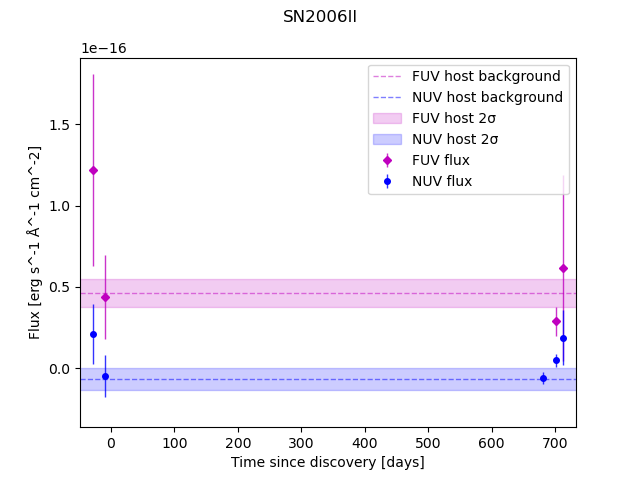 SN2006ll
1e−16
FUV host background
NUV host background
FUV host 2σ
NUV host 2σ
FUV flux
NUV flux
1.5
1.0
0.5
0.0
Flux [erg s^-1 Å^-1 cm^-2]
0
100
200
300
400
500
600
700
Time since discovery [days]